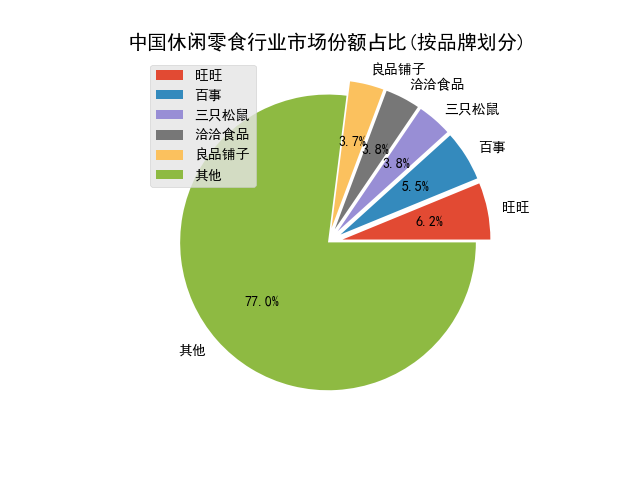 中国休闲零食行业市场份额占比(按品牌划分)
旺旺
百事
三只松鼠
洽洽食品
良品铺子
其他
良品铺子
洽洽食品
三只松鼠
百事
旺旺
其他
3.7%
3.8%
3.8%
5.5%
6.2%
77.0%